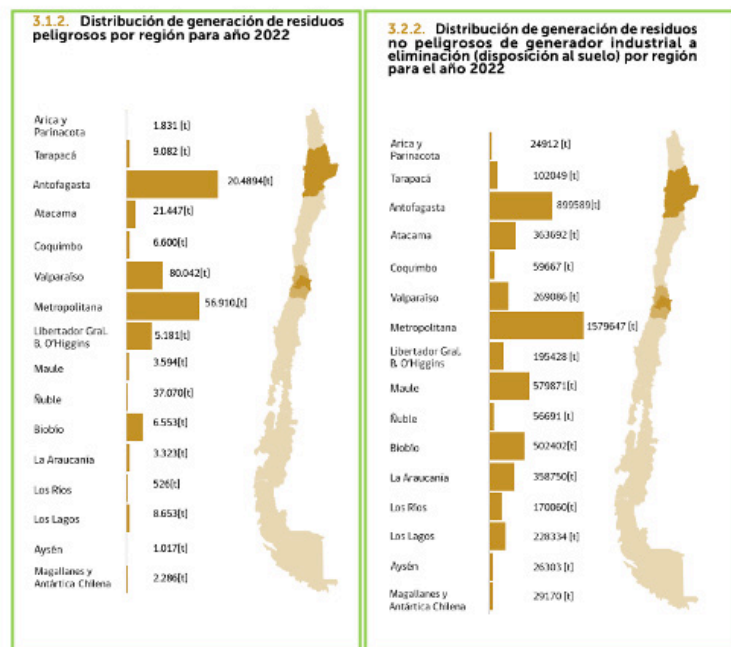 3.1.2. Distribución de generación de residuos
peligrosos por región para año 2022
Arica y
Parinacota
1.831 [t]
Tarapacá
9.082 [t]
Antofagasta
20.4894[t]
Atacama
21.447[t]
Coquimbo
6.600[t]
Valparaíso
80.042[t]
Metropolitana
56.910,[t]
Libertador Gral.
B. O'Higgins
5.181[t]
Maule
3.594[t]
Ñuble
37.070[t]
Biobío
6.553[t]
La Araucanía
3.323[t]
Los Ríos
526[t]
Los Lagos
8.653[t]
Aysén
1.017[t]
Magallanes y
Antártica Chilena
2.286[t]
3.2.2. Distribución de generación de residuos
no peligrosos de generador industrial a
eliminación (disposición al suelo) por región
para el año 2022
Arica y
Parinacota
24912 [t]
Tarapacá
102049 [t]
Antofagasta
899589[t]
Atacama
363692 [t]
Coquimbo
59667 [t]
Valparaíso
269086 [t]
Metropolitana
1579647 [t]
Libertador Gral.
B. O'Higgins
195428 [t]
Maule
579871[t]
Ñuble
56691 [t]
Biobío
502402[t]
La Araucanía
358750[t]
Los Ríos
170060[t]
Los Lagos
228334 [t]
Aysén
26303 [t]
Magallanes y
Antártica Chilena
29170 [t]